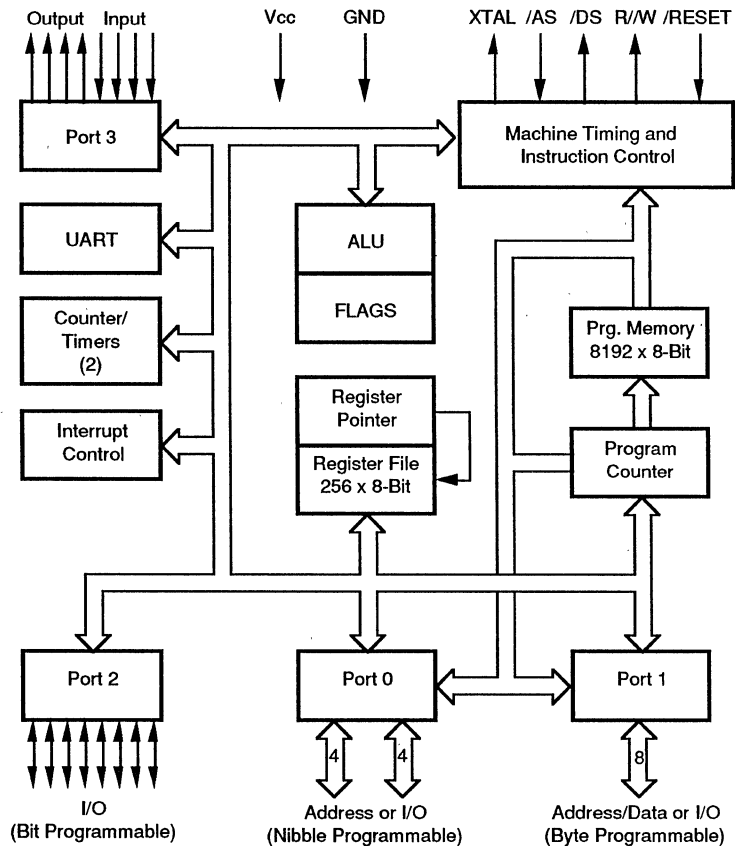 Output Input Vcc GND XTAL /AS /DS R//W /RESET
Port 3
Machine Timing and
Instruction Control
UART
ALU
FLAGS
Counter/
Timers
(2)
Prg. Memory
8192 x 8-Bit
Register
Pointer
Interrupt
Control
Register File
256 x 8-Bit
Program
Counter
Port 2
Port 0
Port 1
4
4
8
I/O
(Bit Programmable)
Address or I/O
(Nibble Programmable)
Address/Data or I/O
(Byte Programmable)